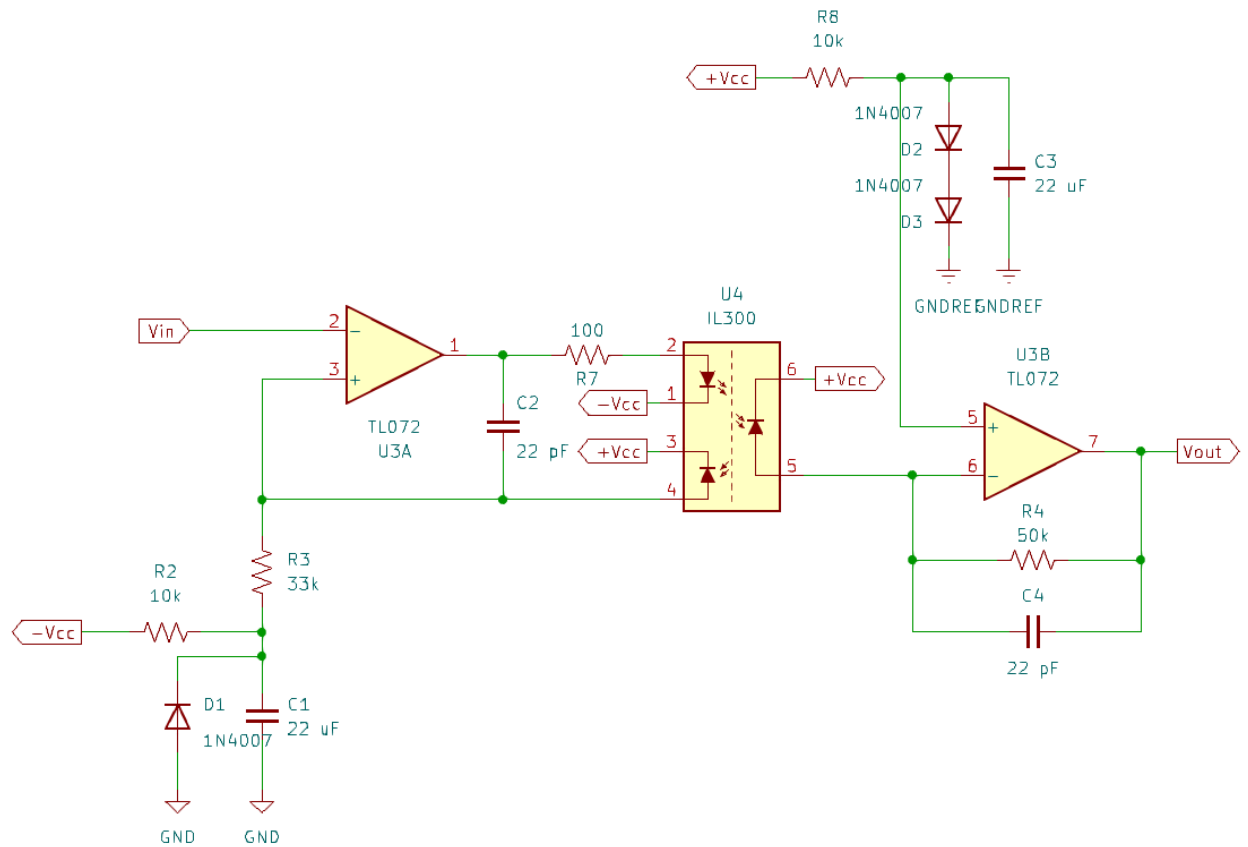 R8
10k
+Vcc
1N4007
D2
C3
22 uF
1N4007
D3
GNDREF
GNDREF
U4
IL300
Vin
2
-
1
3
+
TL072
U3A
100
R7
2
1
-Vcc
C2
22 pF
+Vcc
3
4
6
+Vcc
5
U3B
TL072
5
+
7
Vout
6
-
R4
50k
C4
22 pF
R3
33k
R2
10k
-Vcc
D1
1N4007
C1
22 uF
GND
GND